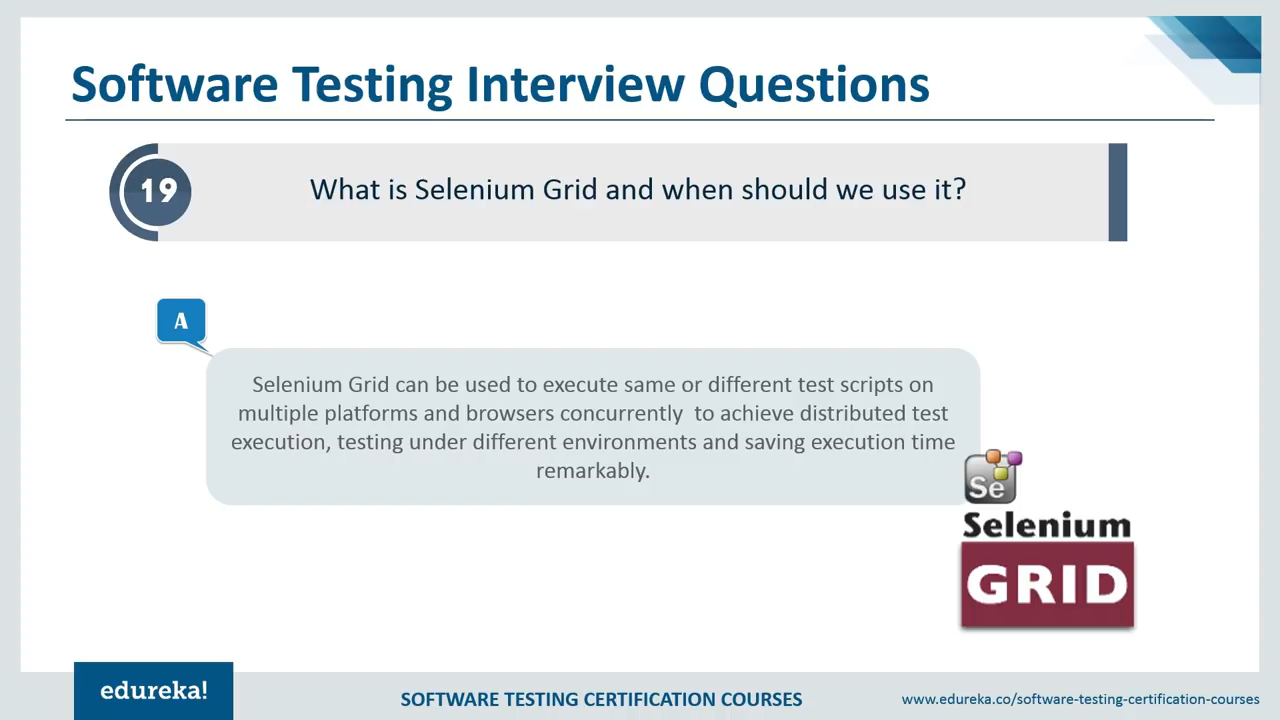 Software Testing Interview Questions
19
What is Selenium Grid and when should we use it?
A
Selenium Grid can be used to execute same or different test scripts on
multiple platforms and browsers concurrently to achieve distributed test
execution, testing under different environments and saving execution time
remarkably.
Se
Selenium
GRID
edureka!
SOFTWARE TESTING CERTIFICATION COURSES
www.edureka.co/software-testing-certification-courses